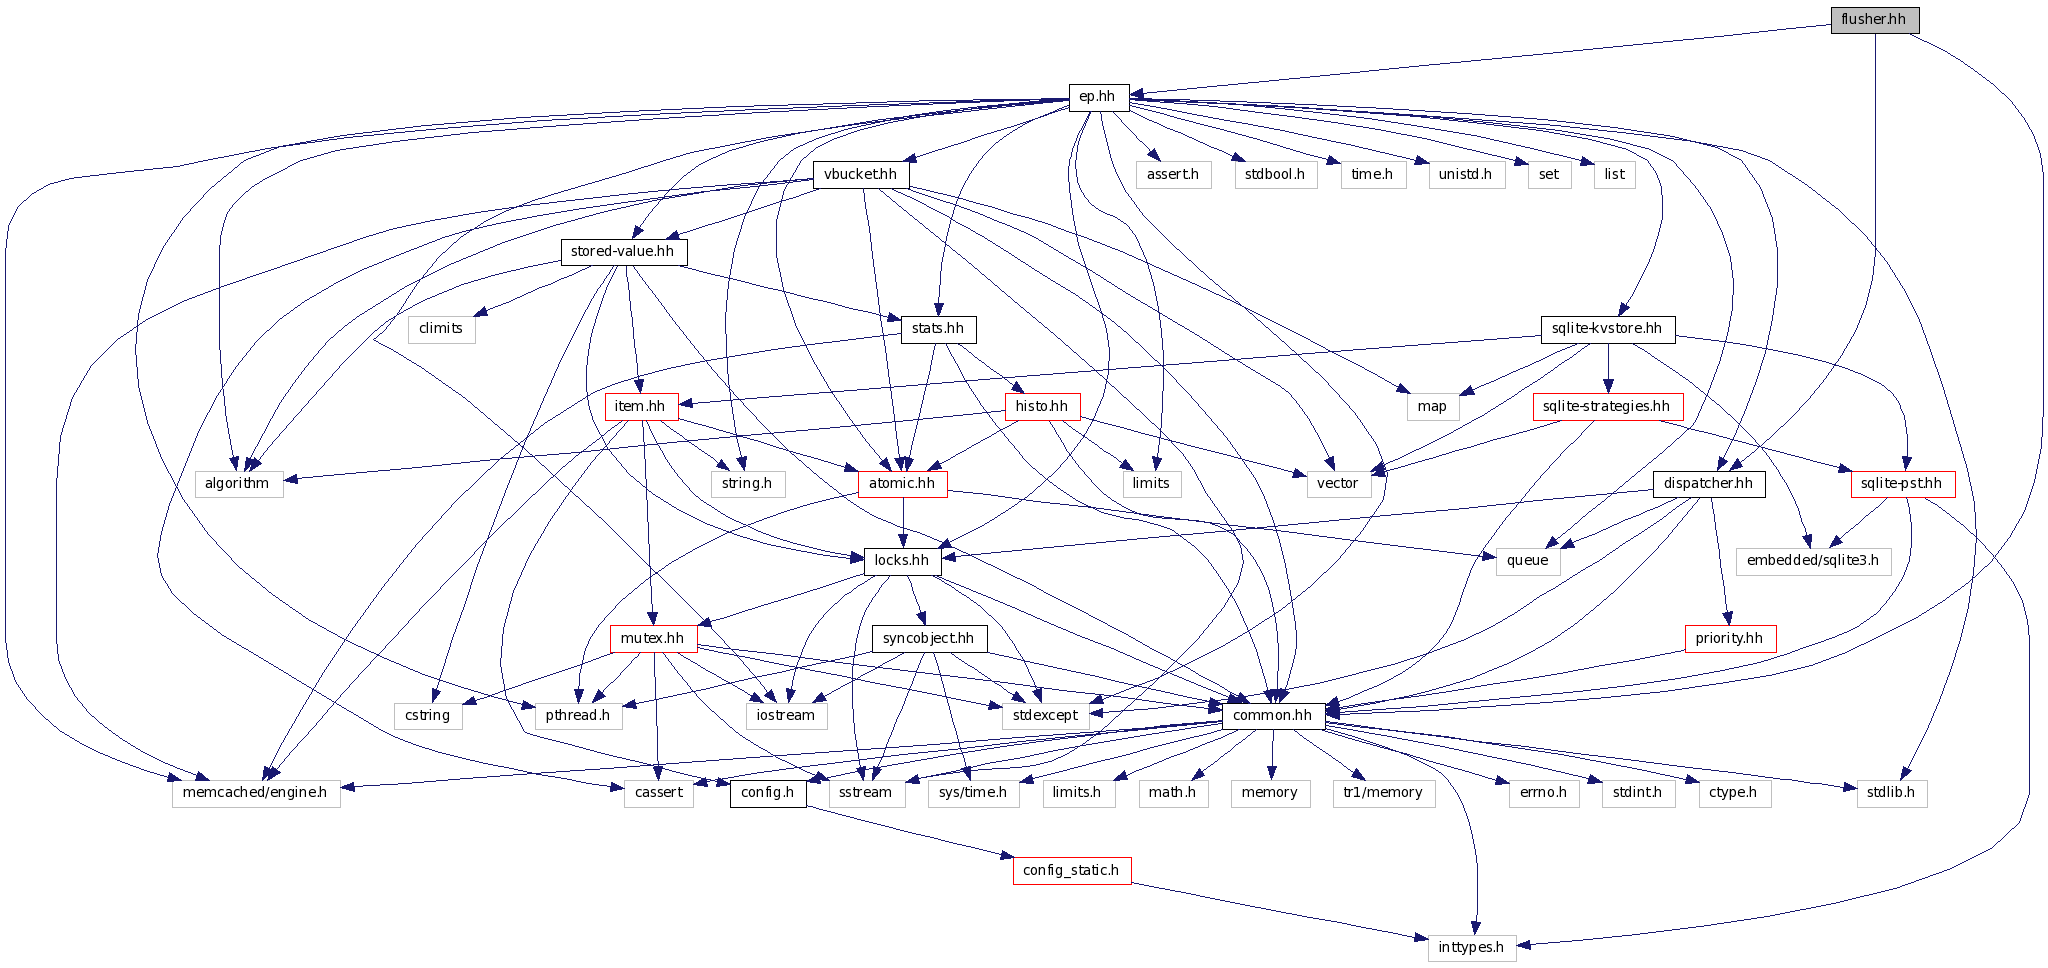 flusher.hh
ep.hh
vbucket.hh
assert.h
stdbool.h
time.h
unistd.h
set
list
stored-value.hh
climits
stats.hh
sqlite-kvstore.hh
item.hh
histo.hh
map
sqlite-strategies.hh
algorithm
string.h
atomic.hh
limits
vector
dispatcher.hh
sqlite-pst.hh
locks.hh
queue
embedded/sqlite3.h
mutex.hh
syncobject.hh
priority.hh
cstring
pthread.h
iostream
stdexcept
common.hh
memcached/engine.h
cassert
config.h
sstream
sys/time.h
limits.h
math.h
memory
tr1/memory
errno.h
stdint.h
ctype.h
stdlib.h
config_static.h
inttypes.h